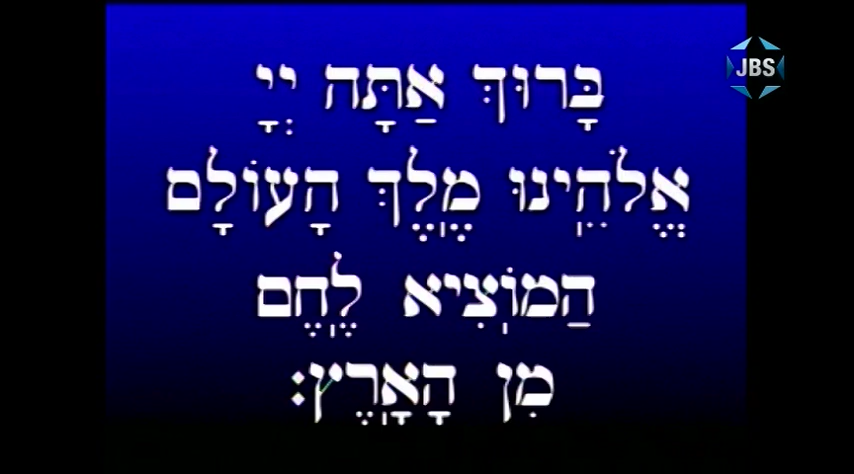 בָּרוּךְ אַתָּה יְיָ
אֱלֹהֵֽינוּ מֶֽלֶךְ הָעוֹלָם
הַמּוֹצִיא לֶֽחֶם
מִן הָאָֽרֶץ׃
JBS